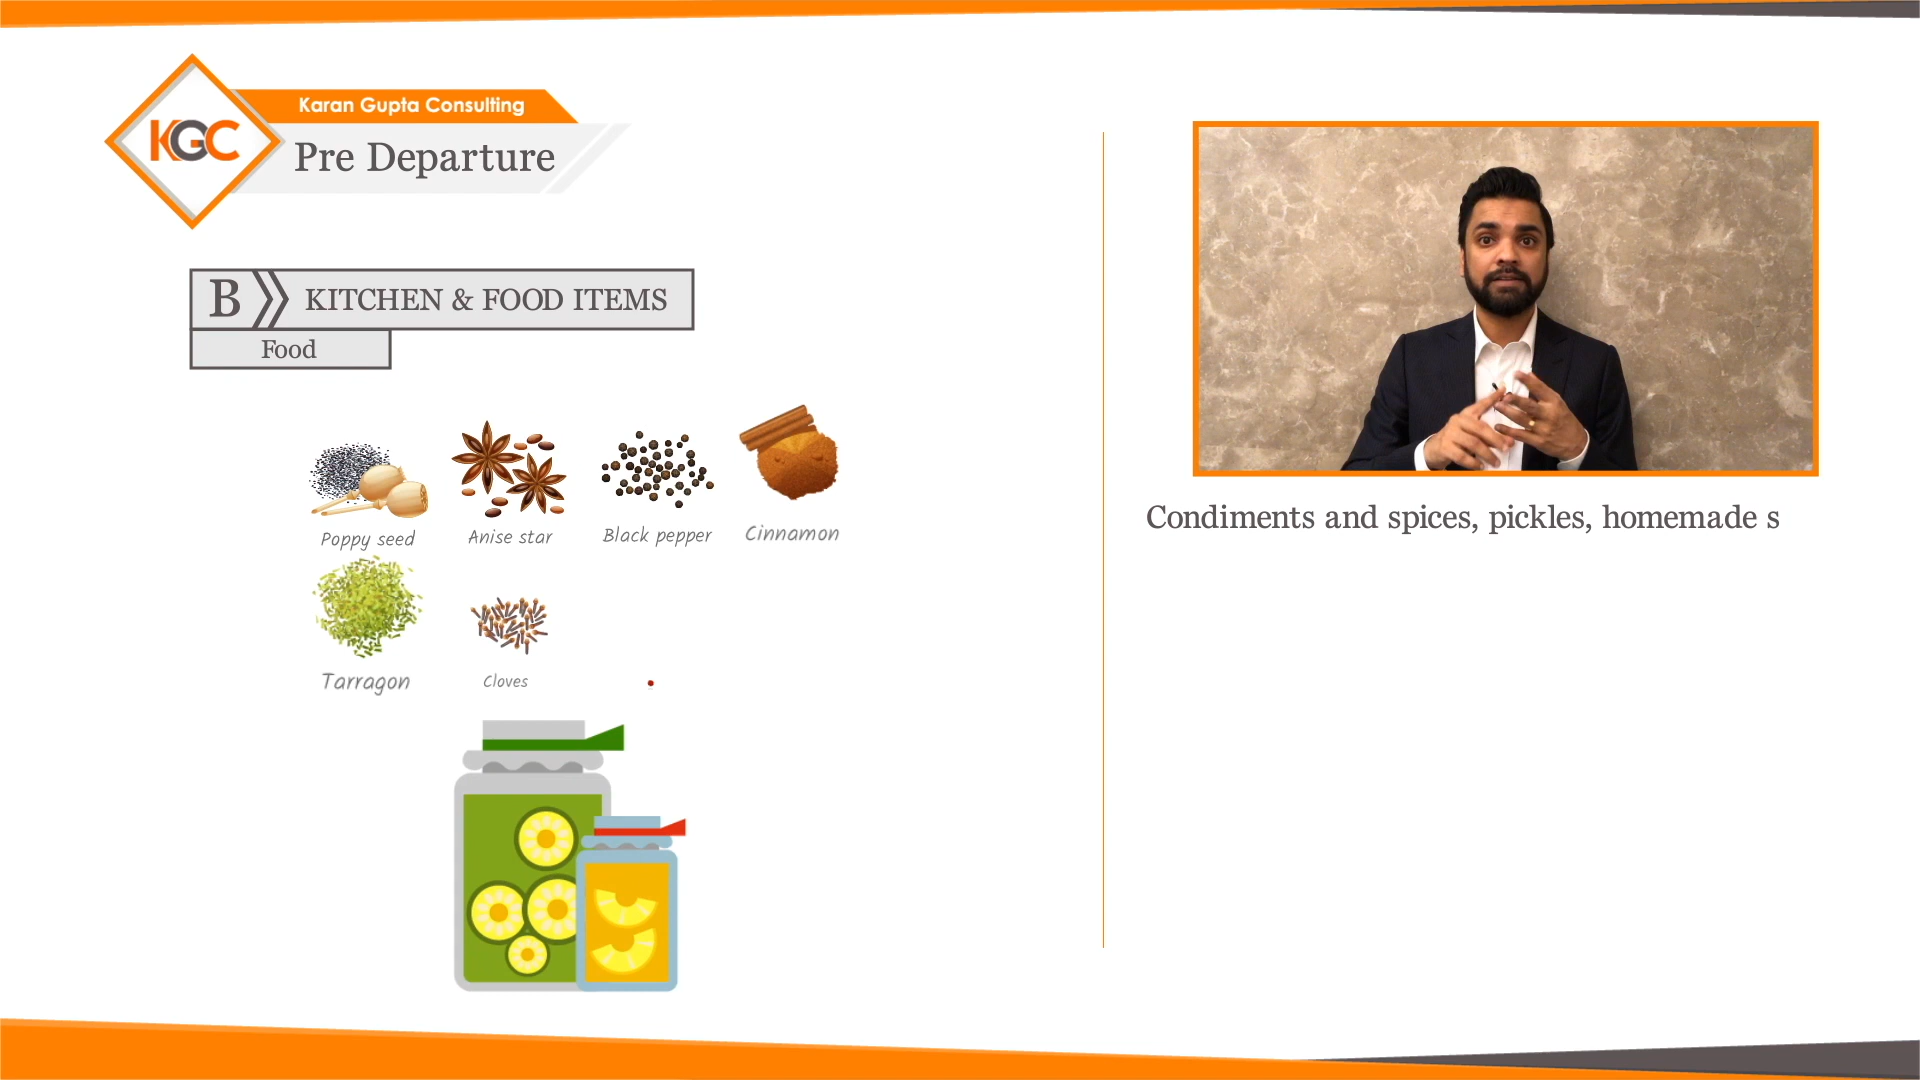 Karan Gupta Consulting
KGC
Pre Departure
B KITCHEN & FOOD ITEMS
Food
Poppy seed
Anise star
Black pepper
Cinnamon
Tarragon
Cloves
Condiments and spices, pickles, homemade s